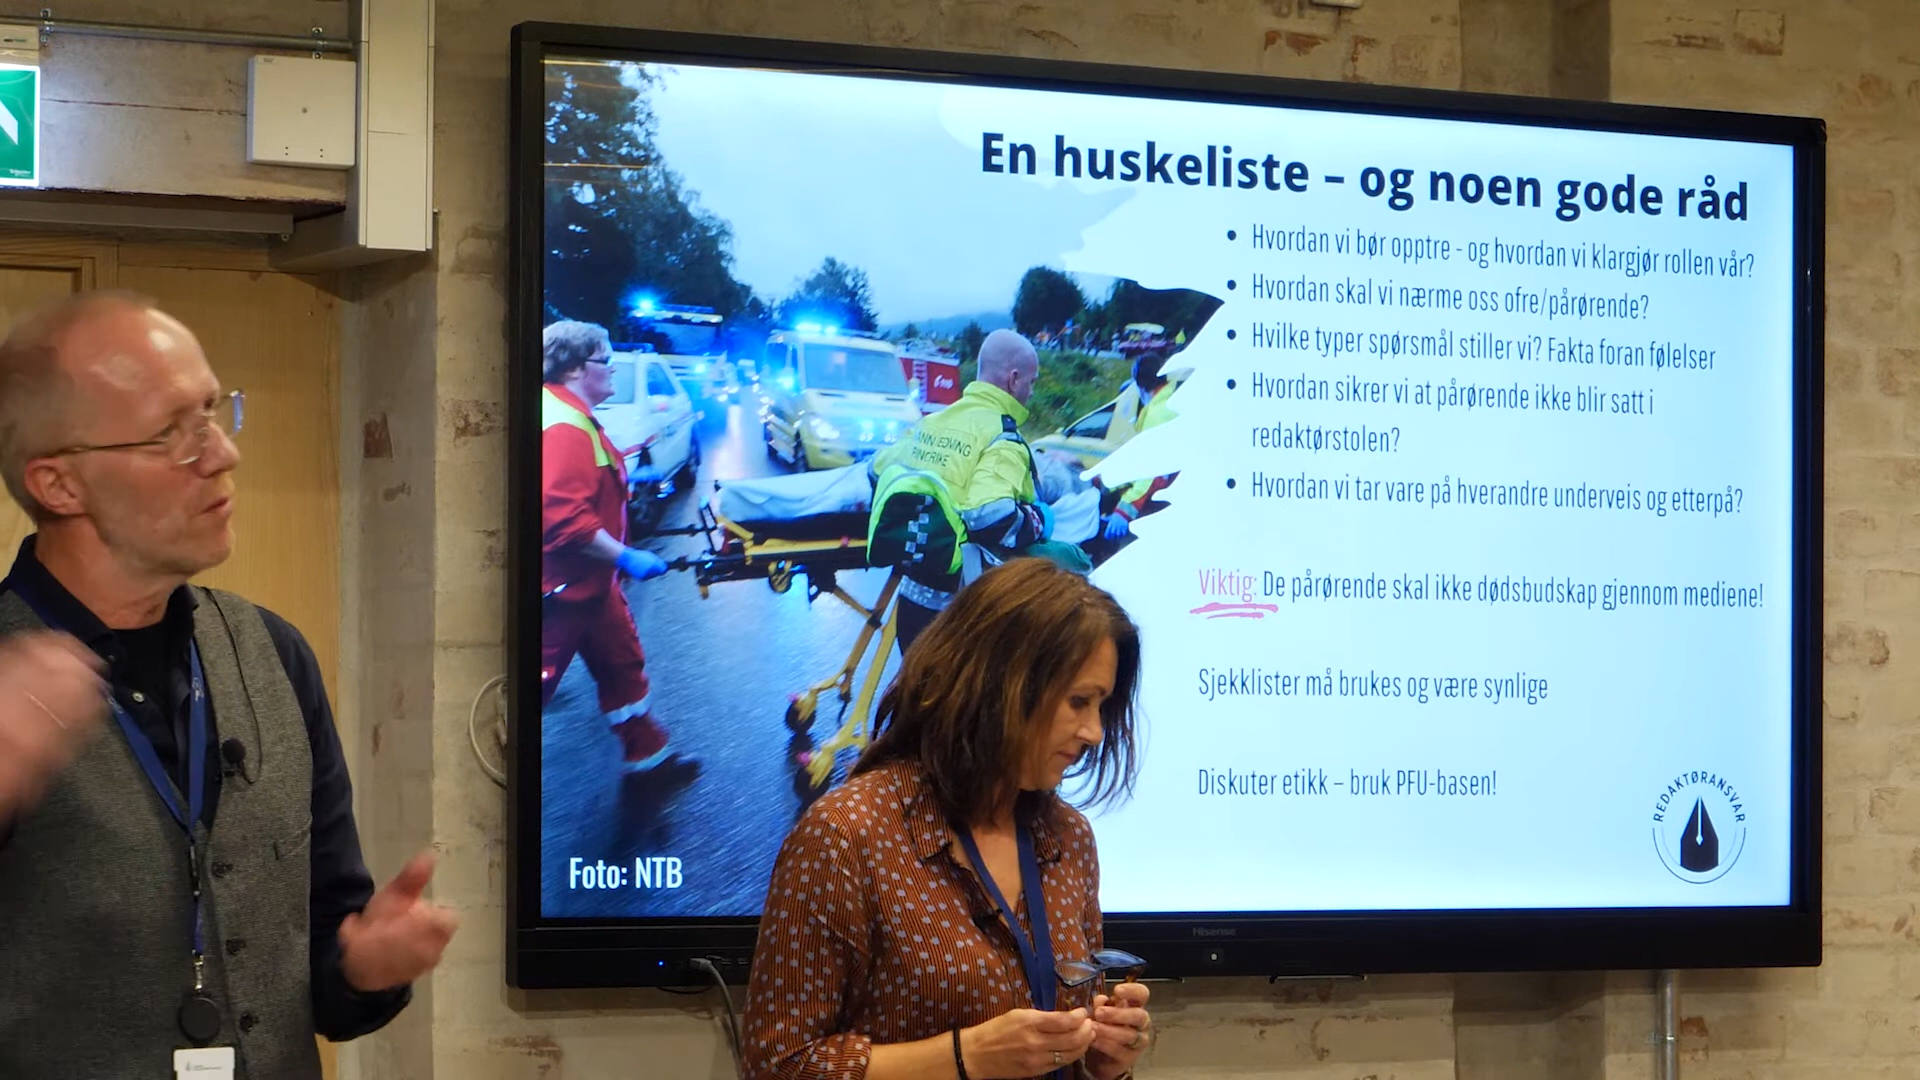 En huskeliste – og noen gode råd
• Hvordan vi bør opptre - og hvordan vi klargjør rollen vår?
• Hvordan skal vi nærme oss ofre/pårørende?
• Hvilke typer spørsmål stiller vi? Fakta foran følelser
• Hvordan sikrer vi at pårørende ikke blir satt i
redaktørstolen?
• Hvordan vi tar vare på hverandre underveis og etterpå?
Viktig: De pårørende skal ikke dødsbudskap gjennom mediene!
Sjekklister må brukes og være synlige
Diskuter etikk – bruk PFU-basen!
REDAKTØRANSVAR
Foto: NTB
Hisense